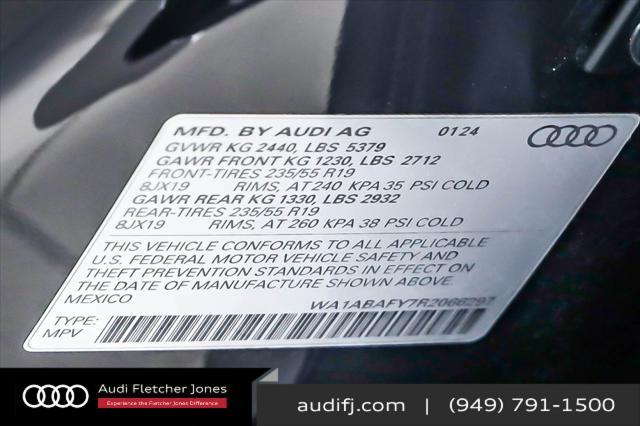 MFD. BY AUDI AG 0124
GVWR KG 2440, LBS 5379
GAWR FRONT KG 1230, LBS 2712
FRONT-TIRES 235/55 R19
8JX19 RIMS, AT 240 KPA 35 PSI COLD
GAWR REAR KG 1330, LBS 2932
REAR-TIRES 235/55 R19
8JX19 RIMS, AT 260 KPA 38 PSI COLD
THIS VEHICLE CONFORMS TO ALL APPLICABLE
U.S. FEDERAL MOTOR VEHICLE SAFETY AND
THEFT PREVENTION STANDARDS IN EFFECT ON
THE DATE OF MANUFACTURE SHOWN ABOVE.
MEXICO WA1ABAFY7R2066297
TYPE:
MPV
Audi Fletcher Jones
Experience the Fletcher Jones Difference
audifj.com | (949) 791-1500